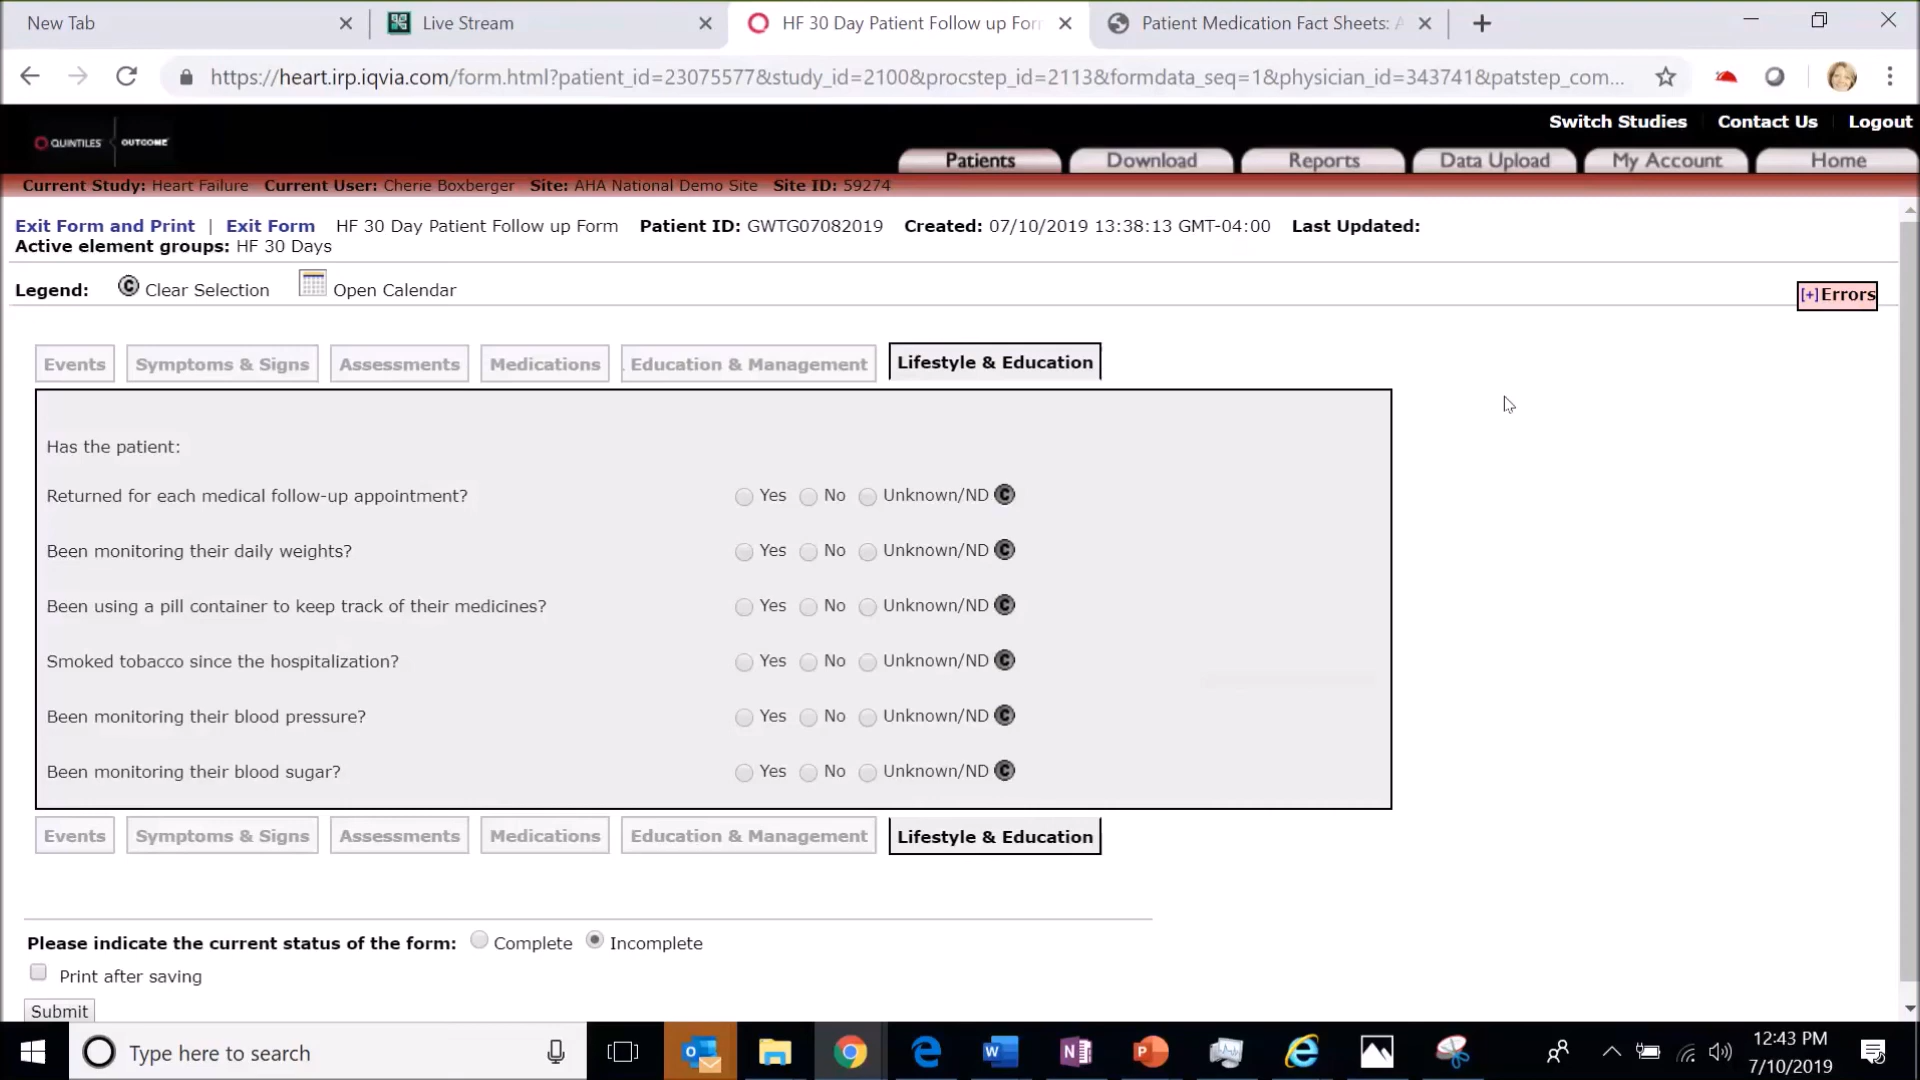 New Tab
Live Stream
HF 30 Day Patient Follow up For
Patient Medication Fact Sheets: A
https://heart.irp.iqvia.com/form.html?patient_id=23075577&study_id=2100&procstep_id=2113&formdata_seq=1&physician_id=343741&patstep_com...
Switch Studies Contact Us Logout
QUINTILES OUTCOME
Patients Download Reports Data Upload My Account Home
Current Study: Heart Failure Current User: Cherie Boxberger Site: AHA National Demo Site Site ID: 59274
Exit Form and Print | Exit Form HF 30 Day Patient Follow up Form Patient ID: GWTG07082019 Created: 07/10/2019 13:38:13 GMT-04:00 Last Updated:
Active element groups: HF 30 Days
Legend: C Clear Selection Open Calendar
[+]Errors
Events Symptoms & Signs Assessments Medications Education & Management Lifestyle & Education
Has the patient:
Returned for each medical follow-up appointment? Yes No Unknown/ND C
Been monitoring their daily weights? Yes No Unknown/ND C
Been using a pill container to keep track of their medicines? Yes No Unknown/ND C
Smoked tobacco since the hospitalization? Yes No Unknown/ND C
Been monitoring their blood pressure? Yes No Unknown/ND C
Been monitoring their blood sugar? Yes No Unknown/ND C
Events Symptoms & Signs Assessments Medications Education & Management Lifestyle & Education
Please indicate the current status of the form: Complete Incomplete
Print after saving
Submit
Type here to search
12:43 PM
7/10/2019